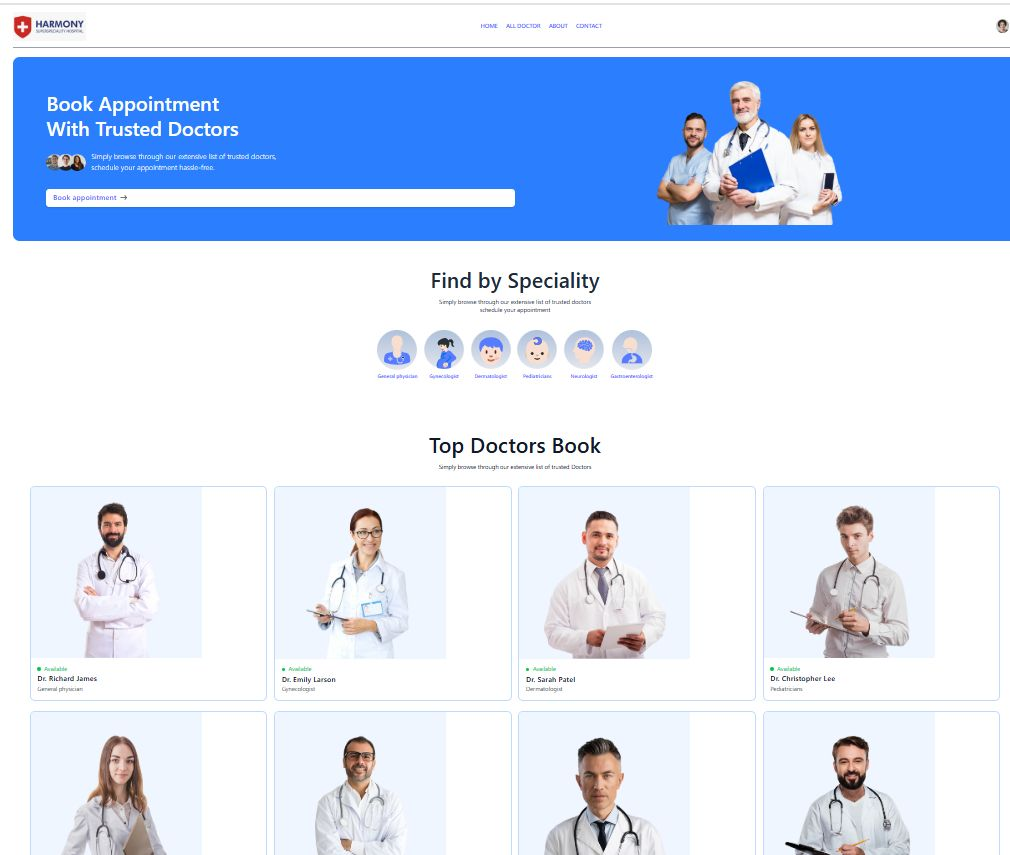 HARMONY
SUPERSPECIALITY HOSPITAL
HOME ALL DOCTOR ABOUT CONTACT
Book Appointment
With Trusted Doctors
Simply browse through our extensive list of trusted doctors,
schedule your appointment hassle-free.
Book appointment →
Find by Speciality
Simply browse through our extensive list of trusted doctors
schedule your appointment
General physician Gynecologist Dermatologist Pediatricians Neurologist Gastroenterologist
Top Doctors Book
Simply browse through our extensive list of trusted Doctors
Available
Dr. Richard James
General physician
Available
Dr. Emily Larson
Gynecologist
Available
Dr. Sarah Patel
Dermatologist
Available
Dr. Christopher Lee
Pediatricians